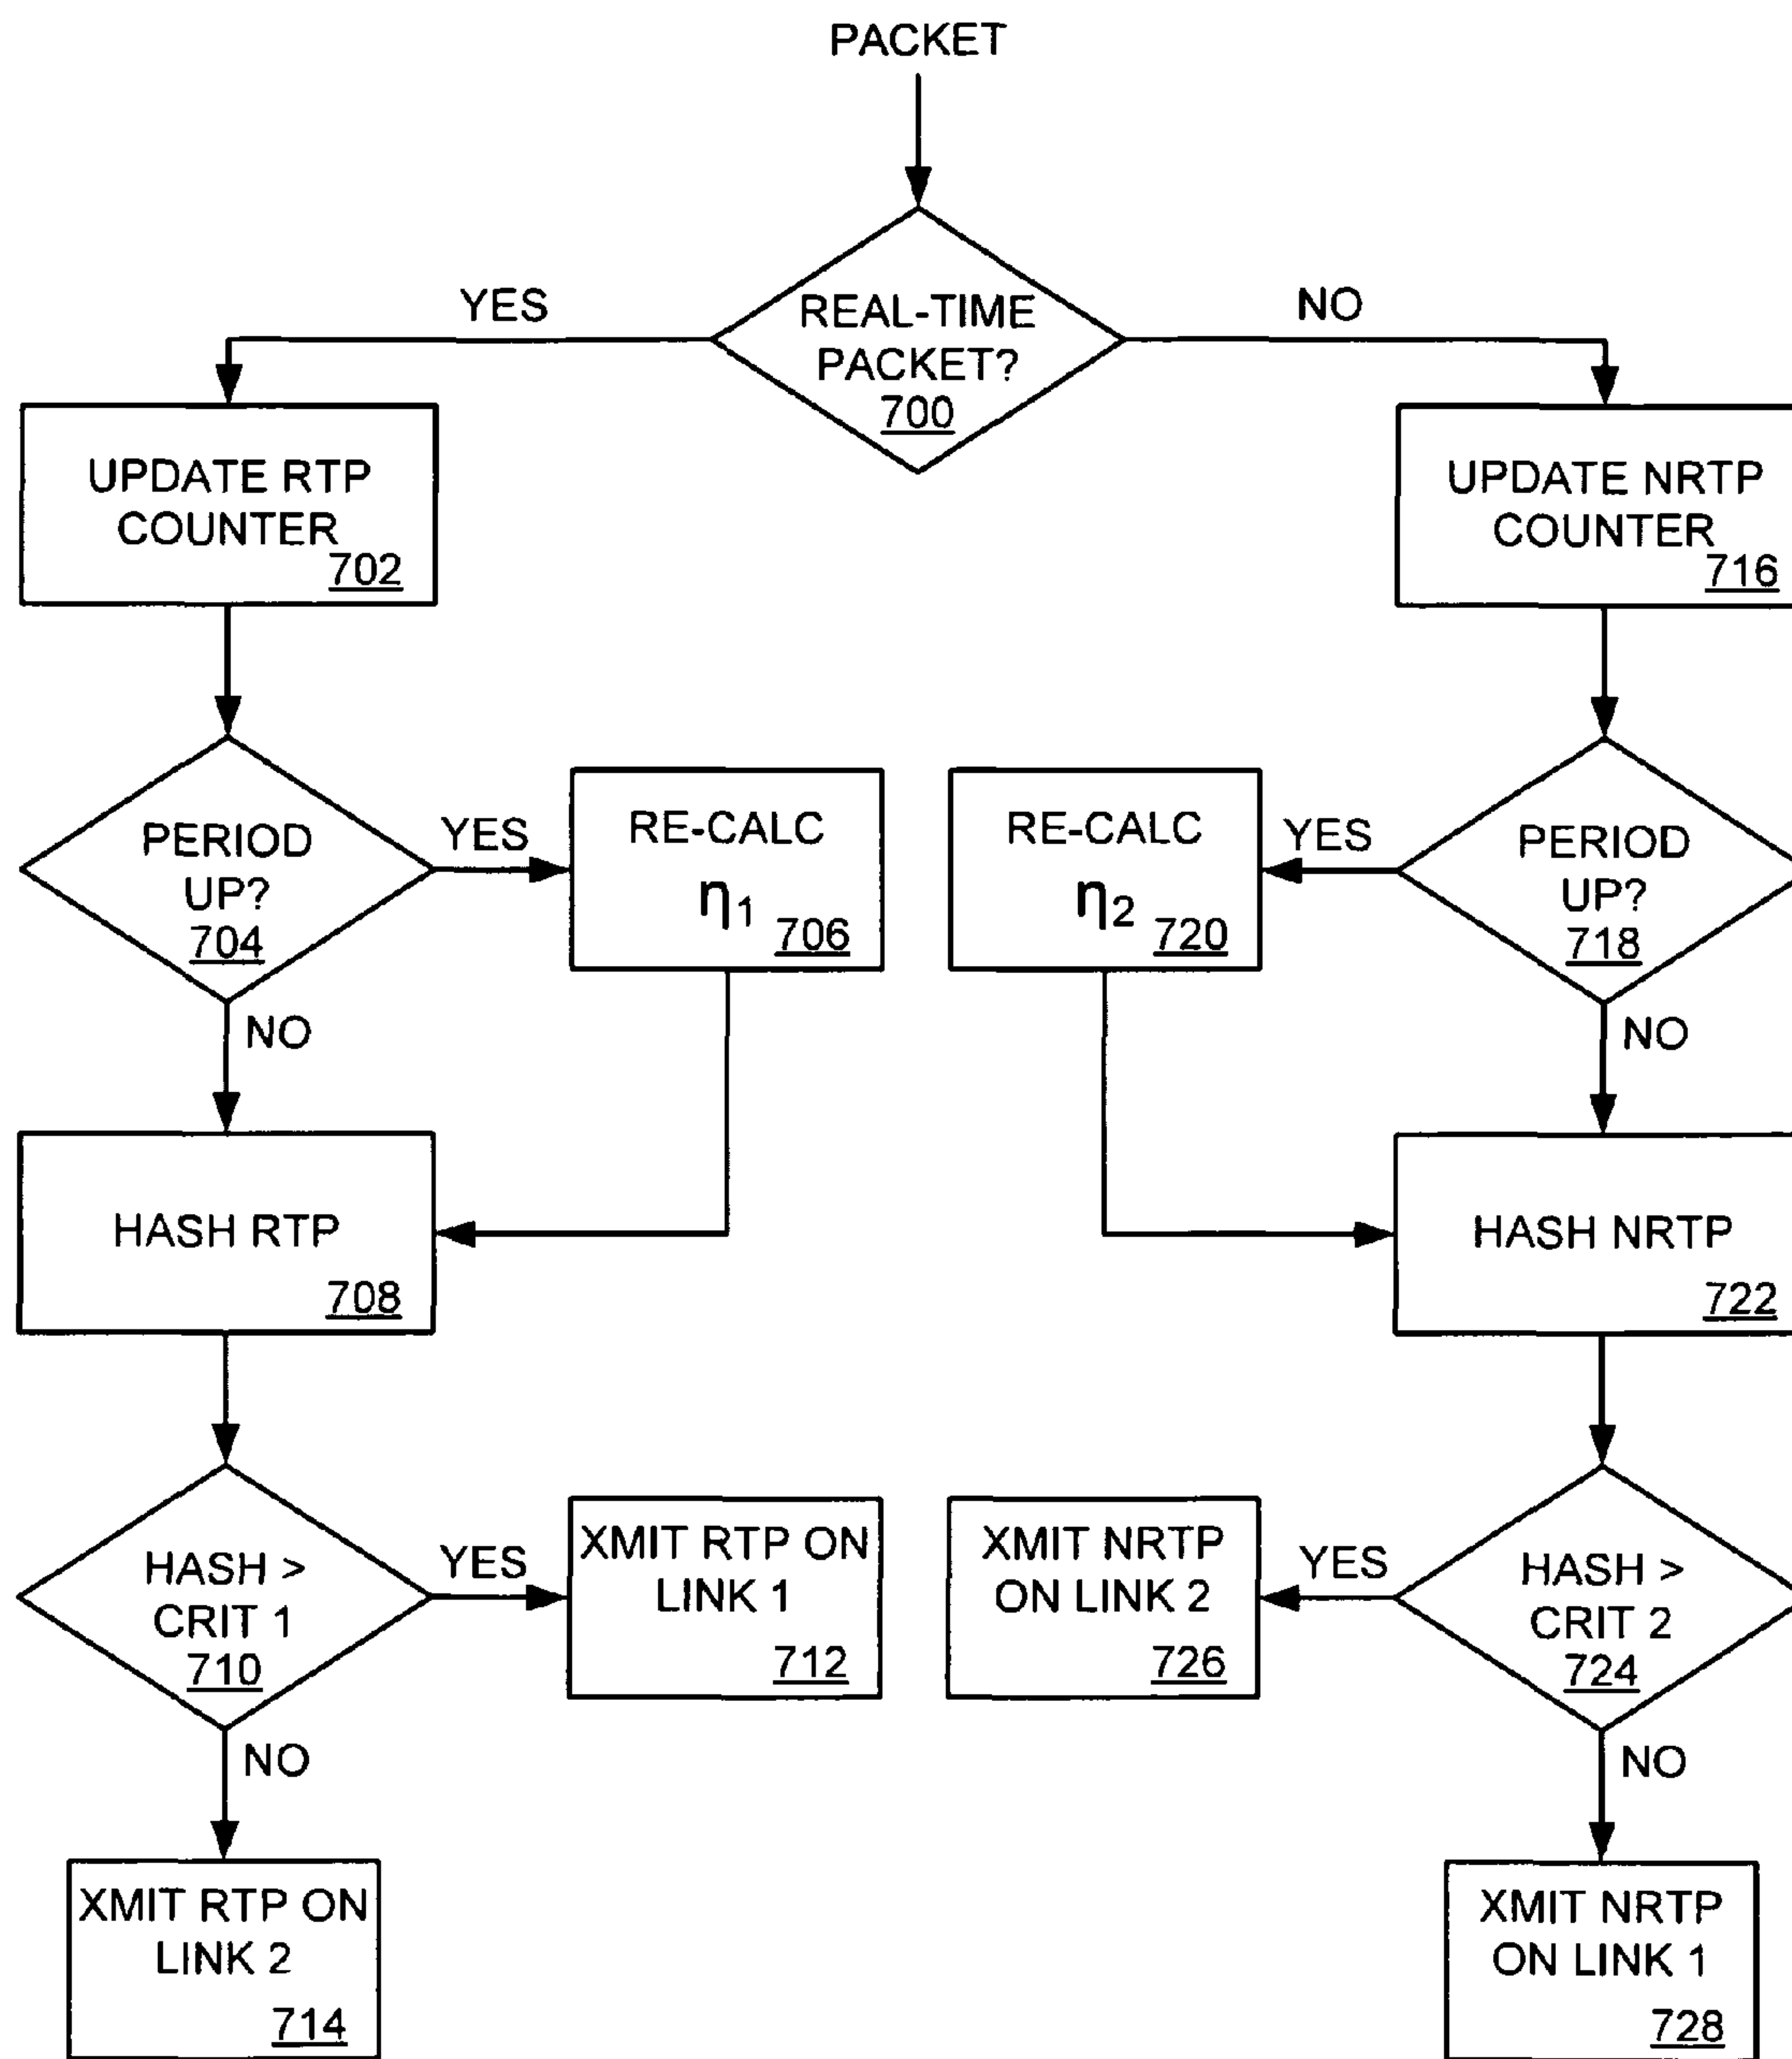 PACKET
YES
REAL-TIME
PACKET?
700
NO
UPDATE RTP
COUNTER
702
UPDATE NRTP
COUNTER
716
PERIOD
UP?
704
YES
RE-CALC
η1
706
RE-CALC
η2
720
YES
PERIOD
UP?
718
NO
NO
HASH RTP
708
HASH NRTP
722
HASH >
CRIT 1
710
YES
XMIT RTP ON
LINK 1
712
XMIT NRTP
ON LINK 2
726
YES
HASH >
CRIT 2
724
NO
NO
XMIT RTP ON
LINK 2
714
XMIT NRTP
ON LINK 1
728